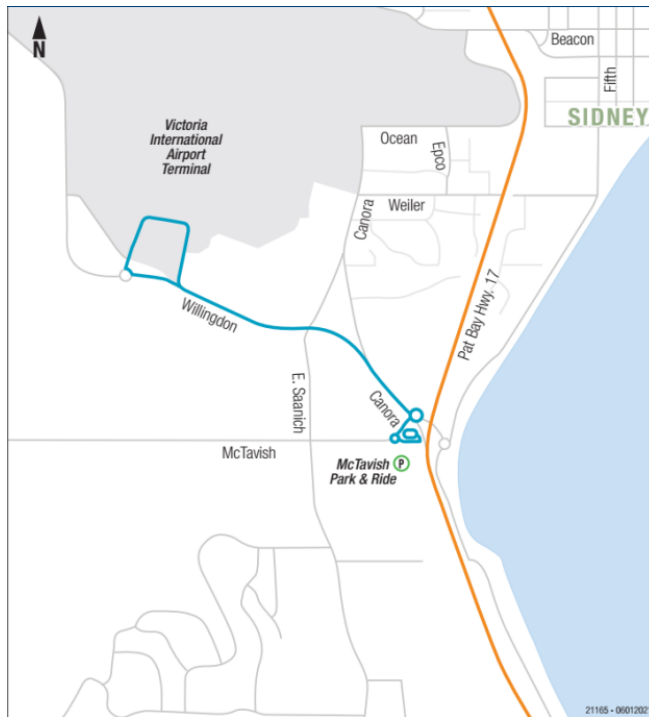 N
Beacon
Fifth
SIDNEY
Victoria
International
Airport
Terminal
Ocean
Epco
Canora
Weiler
Pat Bay Hwy. 17
Willingdon
E. Saanich
Canora
McTavish
McTavish
Park & Ride
P